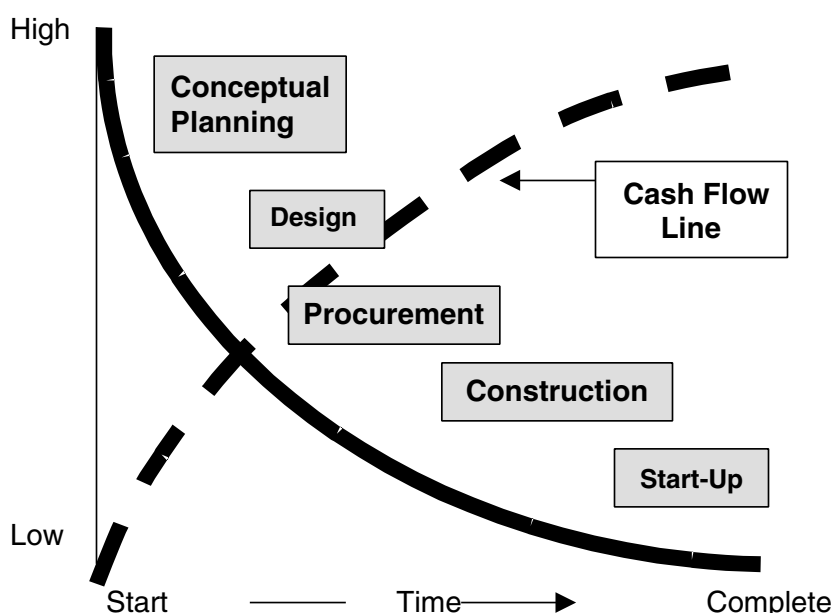 High
Conceptual
Planning
Design
Cash Flow
Line
Procurement
Construction
Start-Up
Low
Start
Time
Complete